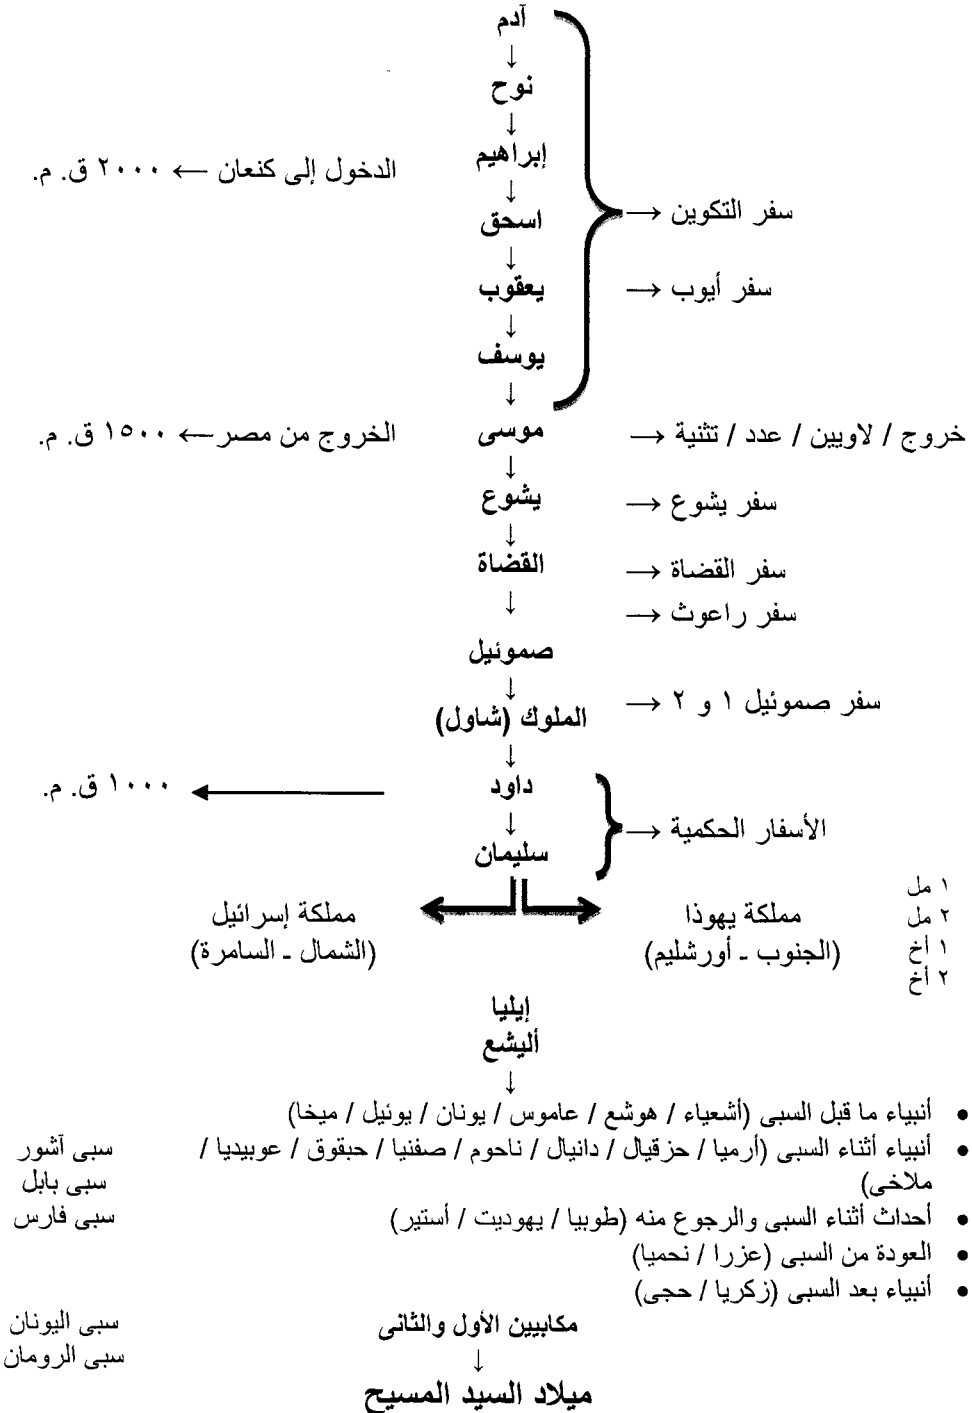 آدم
↓
نوح
↓
إبراهيم
الدخول إلى كنعان ← ٢٠٠٠ ق. م.
↓
سفر التكوين →
اسحق
↓
سفر أيوب →
يعقوب
↓
يوسف
↓
خروج / لاويين / عدد / تثنية →
موسى
الخروج من مصر ← ١٥٠٠ ق. م.
↓
سفر يشوع →
يشوع
↓
سفر القضاة →
القضاة
سفر راعوث →
↓
صموئيل
↓
سفر صموئيل ١ و ٢ →
الملوك (شاول)
↓
داود
١٠٠٠ ق. م.
↓
الأسفار الحكمية →
سليمان
١ مل
٢ مل
١ أخ
٢ أخ
مملكة يهوذا
(الجنوب - أورشليم)
مملكة إسرائيل
(الشمال - السامرة)
إيليا
أليشع
↓
• أنبياء ما قبل السبى (أشعياء / هوشع / عاموس / يونان / يوئيل / ميخا)
• أنبياء أثناء السبى (أرميا / حزقيال / دانيال / ناحوم / صفنيا / حبقوق / عوبيديا /
ملاخى)
• أحداث أثناء السبى والرجوع منه (طوبيا / يهوديت / أستير)
• العودة من السبى (عزرا / نحميا)
• أنبياء بعد السبى (زكريا / حجى)
سبى آشور
سبى بابل
سبى فارس
مكابيين الأول والثانى
سبى اليونان
سبى الرومان
↓
ميلاد السيد المسيح